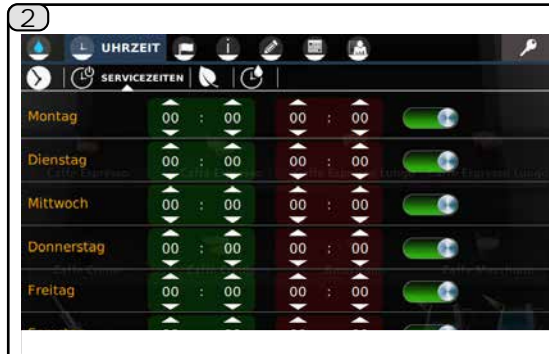 2
UHRZEIT
SERVICEZEITEN
Montag 00 : 00 00 : 00
Dienstag 00 : 00 00 : 00
Mittwoch 00 : 00 00 : 00
Donnerstag 00 : 00 00 : 00
Freitag 00 : 00 00 : 00